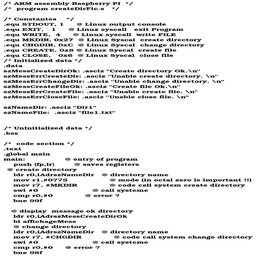 /* ARM assembly Raspberry PI  */
/*  program createDirFic.s   */
/* Constantes    */
.equ STDOUT, 1    @ Linux output console
.equ EXIT,  1    @ Linux syscall   exit Program
.equ WRITE,  4    @ Linux syscall  write FILE
.equ MKDIR, 0x27  @ Linux Syscal  create directory
.equ CHGDIR, 0xC  @ Linux Syscal  change directory
.equ CREATE, 0x8  @ Linux Syscal  create file
.equ CLOSE,  0x6  @ Linux Syscal  close file
/* Initialized data */
.data
szMessCreateDirOk: .asciz "Create directory Ok.\n"
szMessErrCreateDir: .asciz "Unable create directory. \n"
szMessErrChangeDir: .asciz "Unable change directory. \n"
szMessCreateFileOk: .asciz "Create file Ok.\n"
szMessErrCreateFile: .asciz "Unable create file. \n"
szMessErrCloseFile: .asciz "Unable close file. \n"
szNameDir: .asciz "Dir1"
szNameFile:  .asciz "file1.txt"
/* UnInitialized data */
.bss
/*  code section */
.text
.global main
main:             @ entry of program
push {fp,lr}      @ saves registers
@ create directory
ldr r0,iAdrszNameDir   @ directory name
mov r1,#0775           @ mode (in octal zero is important !!)
mov r7, #MKDIR         @ code call system create directory
swi #0                 @ call systeme
cmp r0,#0           @ error ?
bne 99f
@ display  message ok directory
ldr r0,iAdrszMessCreateDirOk
bl affichageMess
@ change directory
ldr r0,iAdrszNameDir   @ directory name
mov r7, #CHGDIR        @ code call system change directory
swi #0                 @ call systeme
cmp r0,#0    @ error ?
bne 98f